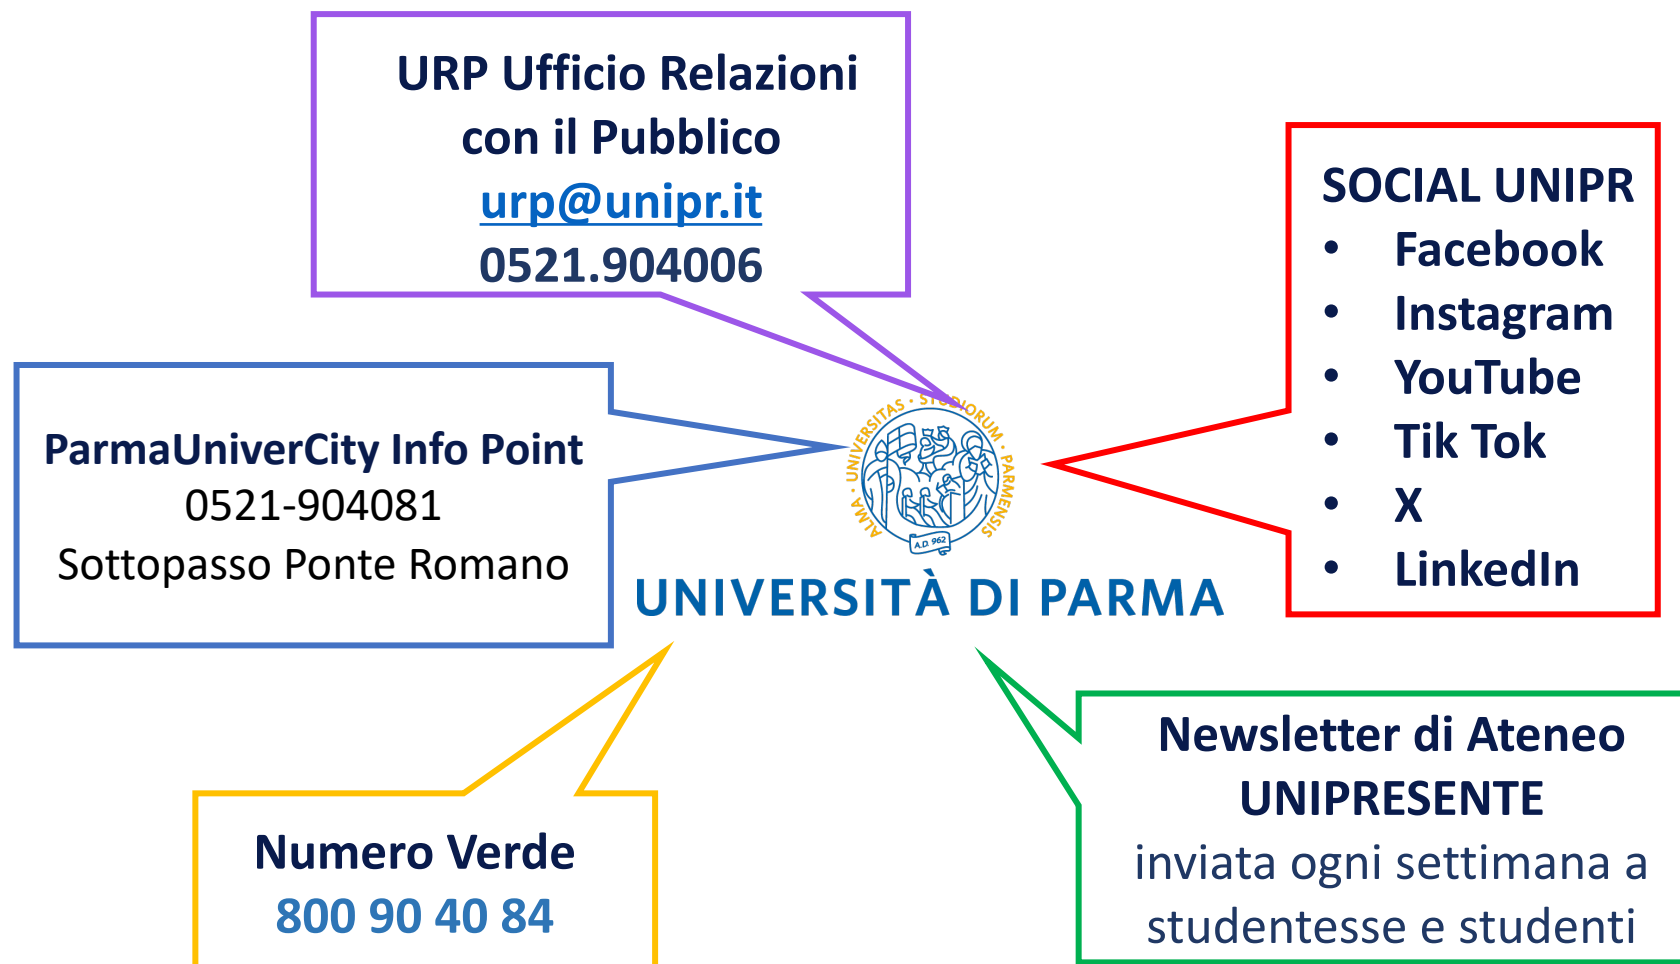 URP Ufficio Relazioni
con il Pubblico
urp@unipr.it
0521.904006
SOCIAL UNIPR
• Facebook
• Instagram
• YouTube
• Tik Tok
• X
• LinkedIn
ParmaUniverCity Info Point
0521-904081
Sottopasso Ponte Romano
ALMA · UNIVERSITAS · STUDIORUM · PARMENSIS
A.D. 962
UNIVERSITÀ DI PARMA
Numero Verde
800 90 40 84
Newsletter di Ateneo
UNIPRESENTE
inviata ogni settimana a
studentesse e studenti